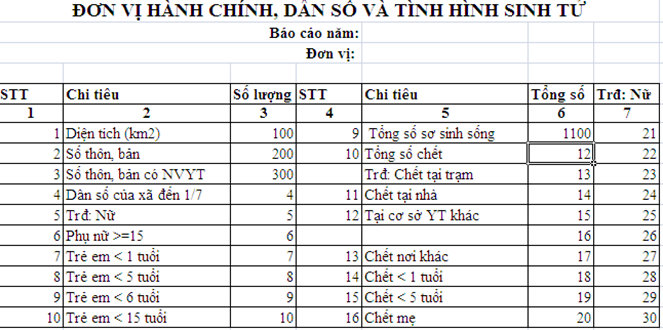 ĐƠN VỊ HÀNH CHÍNH, DÂN SỐ VÀ TÌNH HÌNH SINH TỬ
Báo cáo năm:
Đơn vị:
STT Chi tiêu Số lượng STT Chi tiêu Tổng số Trđ: Nữ
1 2 3 4 5 6 7
1 Diện tích (km2) 100 9 Tổng số sơ sinh sống 1100 21
2 Số thôn, bản 200 10 Tổng số chết 12 22
3 Số thôn, bản có NVYT 300 Trđ: Chết tại trạm 13 23
4 Dân số của xã đến 1/7 4 11 Chết tại nhà 14 24
5 Trđ: Nữ 5 12 Tại cơ sở YT khác 15 25
6 Phụ nữ >=15 6 16 26
7 Trẻ em < 1 tuổi 7 13 Chết nơi khác 17 27
8 Trẻ em < 5 tuổi 8 14 Chết < 1 tuổi 18 28
9 Trẻ em < 6 tuổi 9 15 Chết < 5 tuổi 19 29
10 Trẻ em < 15 tuổi 10 16 Chết mẹ 20 30